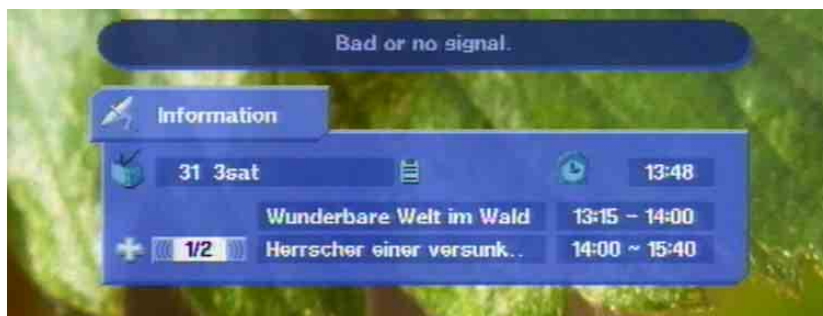 Bad or no signal.
Information
31 3sat 13:48
Wunderbare Welt im Wald 13:15 - 14:00
1/2 Herrscher einer versunk.. 14:00 ~ 15:40